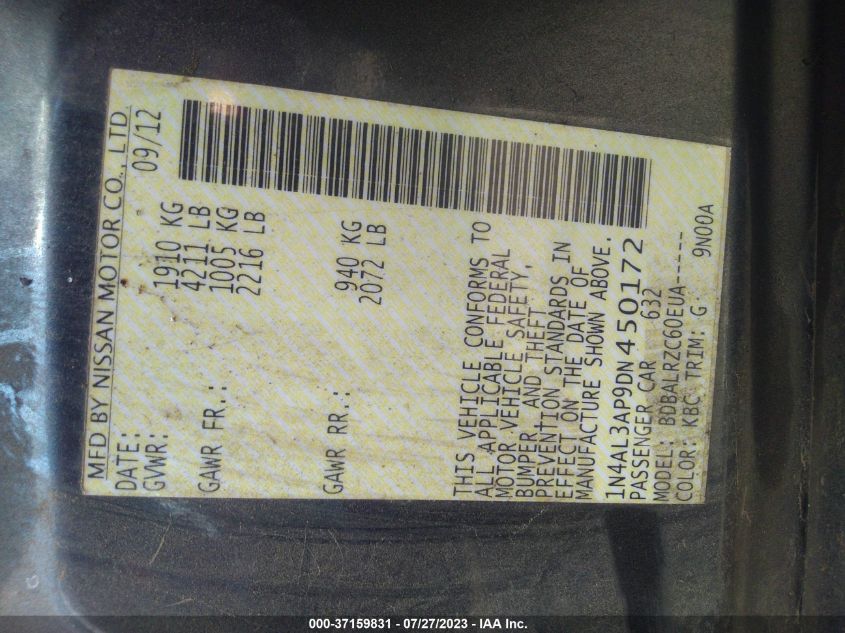 MFD BY NISSAN MOTOR CO., LTD
DATE: 09/12
GVWR: 1910 KG
4211 LB
GAWR FR.: 1005 KG
2216 LB
GAWR RR.: 940 KG
2072 LB
THIS VEHICLE COMFORMS TO
ALL APPLICABLE FEDERAL
MOTOR VEHICLE SAFETY,
BUMPER AND THEFT
PREVENTION STANDARDS IN
EFFECT ON THE DATE OF
MANUFACTURE SHOWN ABOVE.
1N4AL3AP9DN450172
PASSENGER CAR 632
MODEL: BDBALRZC60EUA-----
COLOR: KBC TRIM: G 9N00A
000-37159831 - 07/27/2023 - IAA Inc.